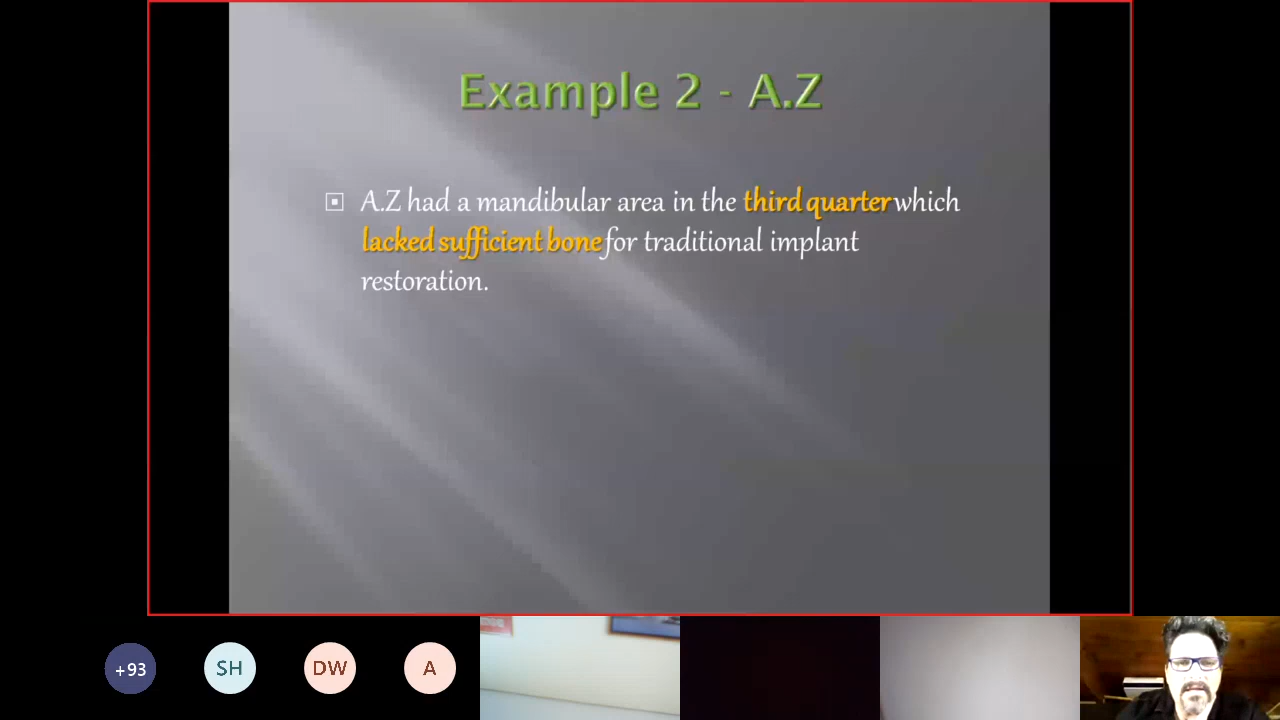 Example 2 - A.Z
A.Z had a mandibular area in the third quarter which
lacked sufficient bone for traditional implant
restoration.
+93
SH
DW
A